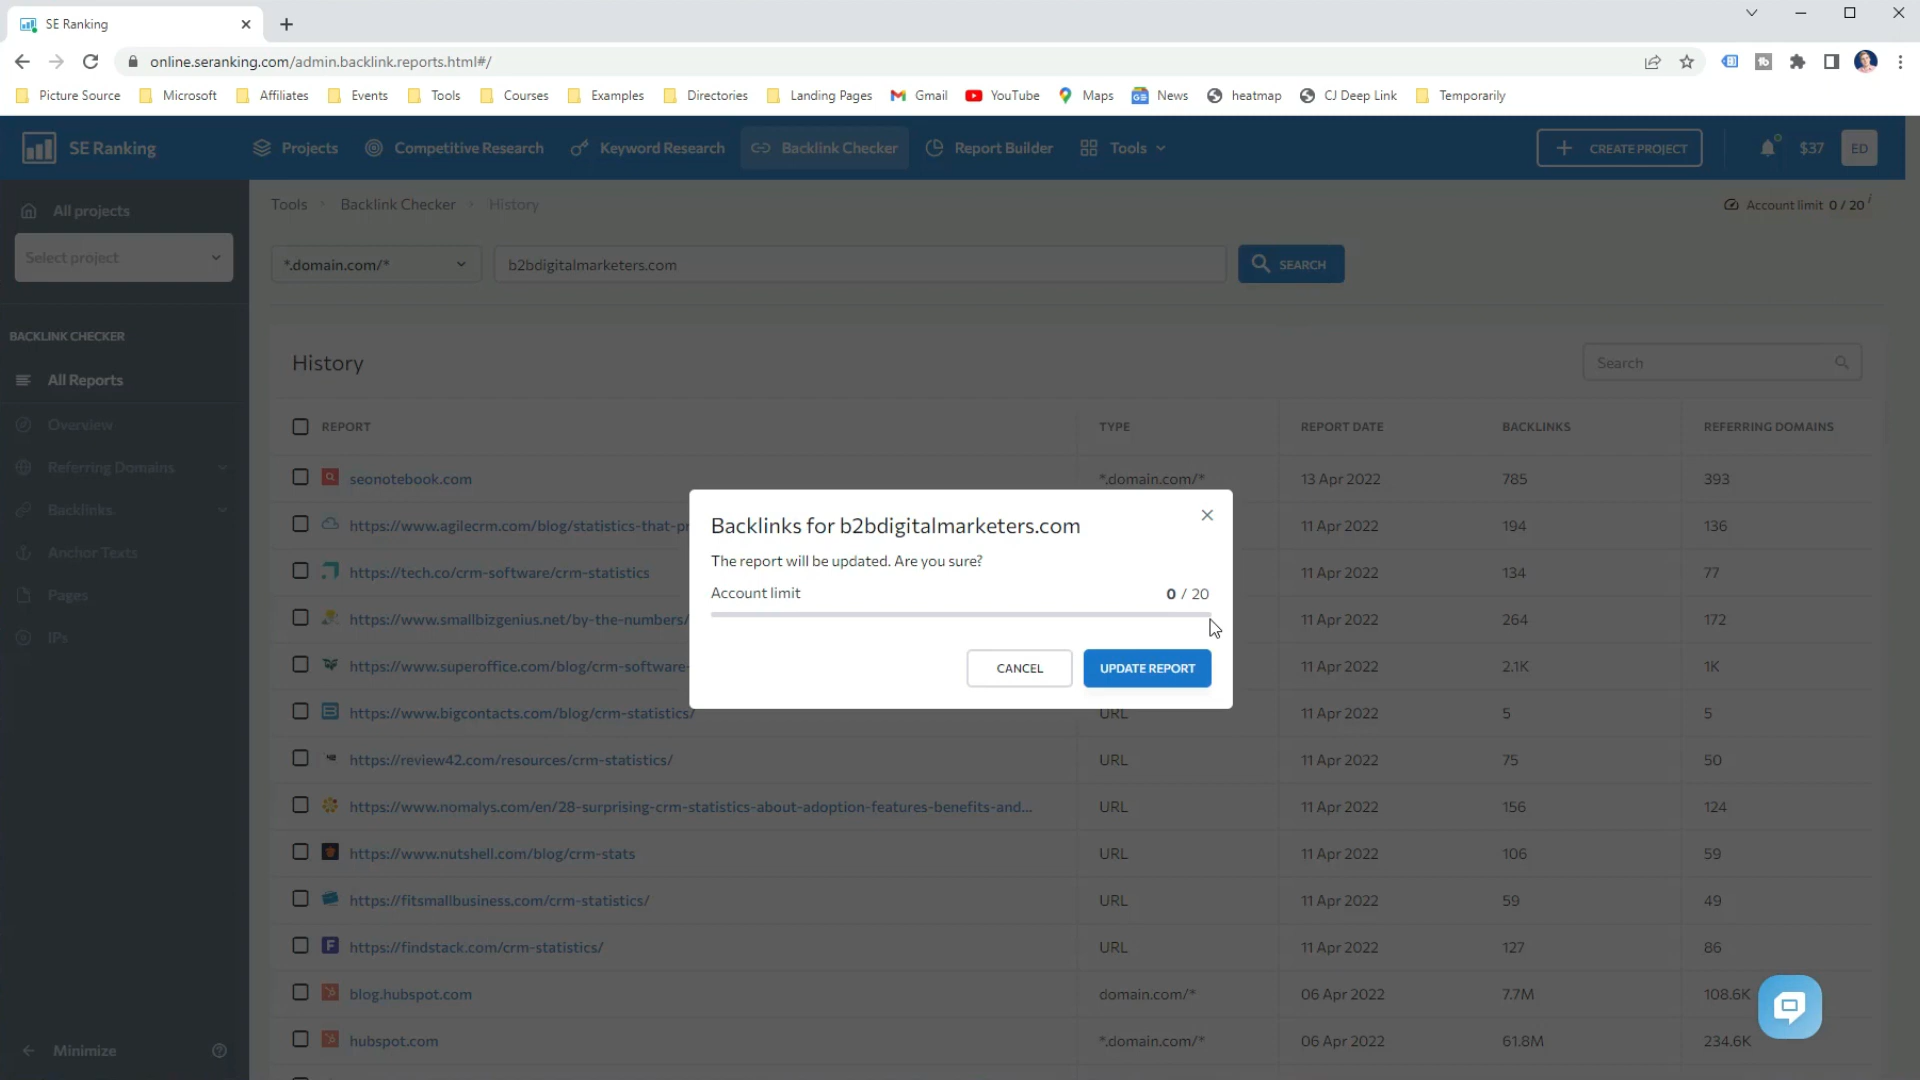 SE Ranking
online.seranking.com/admin.backlink.reports.html#/
Picture Source Microsoft Affiliates Events Tools Courses Examples Directories Landing Pages Gmail YouTube Maps News heatmap CJ Deep Link Temporarily
SE Ranking Projects Competitive Research Keyword Research Backlink Checker Report Builder Tools + CREATE PROJECT $37 ED
All projects
Select project
BACKLINK CHECKER
All Reports
Overview
Referring Domains
Backlinks
Anchor Texts
Pages
IPs
Minimize
Tools Backlink Checker History
Account limit 0 / 20 i
*.domain.com/* b2bdigitalmarketers.com SEARCH
History Search
REPORT TYPE REPORT DATE BACKLINKS REFERRING DOMAINS
seonotebook.com *.domain.com/* 13 Apr 2022 785 393
https://www.agilecrm.com/blog/statistics-that-pr 11 Apr 2022 194 136
https://tech.co/crm-software/crm-statistics 11 Apr 2022 134 77
https://www.smallbizgenius.net/by-the-numbers/ 11 Apr 2022 264 172
https://www.superoffice.com/blog/crm-software- 11 Apr 2022 2.1K 1K
https://www.bigcontacts.com/blog/crm-statistics/ URL 11 Apr 2022 5 5
https://review42.com/resources/crm-statistics/ URL 11 Apr 2022 75 50
https://www.nomalys.com/en/28-surprising-crm-statistics-about-adoption-features-benefits-and... URL 11 Apr 2022 156 124
https://www.nutshell.com/blog/crm-stats URL 11 Apr 2022 106 59
https://fitsmallbusiness.com/crm-statistics/ URL 11 Apr 2022 59 49
https://findstack.com/crm-statistics/ URL 11 Apr 2022 127 86
blog.hubspot.com domain.com/* 06 Apr 2022 7.7M 108.6K
hubspot.com *.domain.com/* 06 Apr 2022 61.8M 234.6K
Backlinks for b2bdigitalmarketers.com
The report will be updated. Are you sure?
Account limit 0 / 20
CANCEL UPDATE REPORT